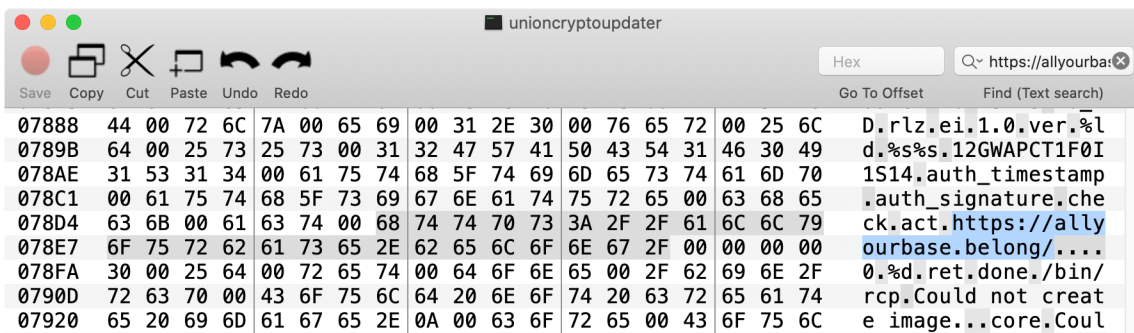 unioncryptoupdater
Hex
https://allyourbas
Save Copy Cut Paste Undo Redo Go To Offset Find (Text search)
07888 44 00 72 6C 7A 00 65 69 00 31 2E 30 00 76 65 72 00 25 6C D.rlz.ei.1.0.ver.%l
0789B 64 00 25 73 25 73 00 31 32 47 57 41 50 43 54 31 46 30 49 d.%s%s.12GWAPCT1F0I
078AE 31 53 31 34 00 61 75 74 68 5F 74 69 6D 65 73 74 61 6D 70 1S14.auth_timestamp
078C1 00 61 75 74 68 5F 73 69 67 6E 61 74 75 72 65 00 63 68 65 .auth_signature.che
078D4 63 6B 00 61 63 74 00 68 74 74 70 73 3A 2F 2F 61 6C 6C 79 ck.act.https://ally
078E7 6F 75 72 62 61 73 65 2E 62 65 6C 6F 6E 67 2F 00 00 00 00 ourbase.belong/....
078FA 30 00 25 64 00 72 65 74 00 64 6F 6E 65 00 2F 62 69 6E 2F 0.%d.ret.done./bin/
0790D 72 63 70 00 43 6F 75 6C 64 20 6E 6F 74 20 63 72 65 61 74 rcp.Could not creat
07920 65 20 69 6D 61 67 65 2E 0A 00 63 6F 72 65 00 43 6F 75 6C e image...core.Coul